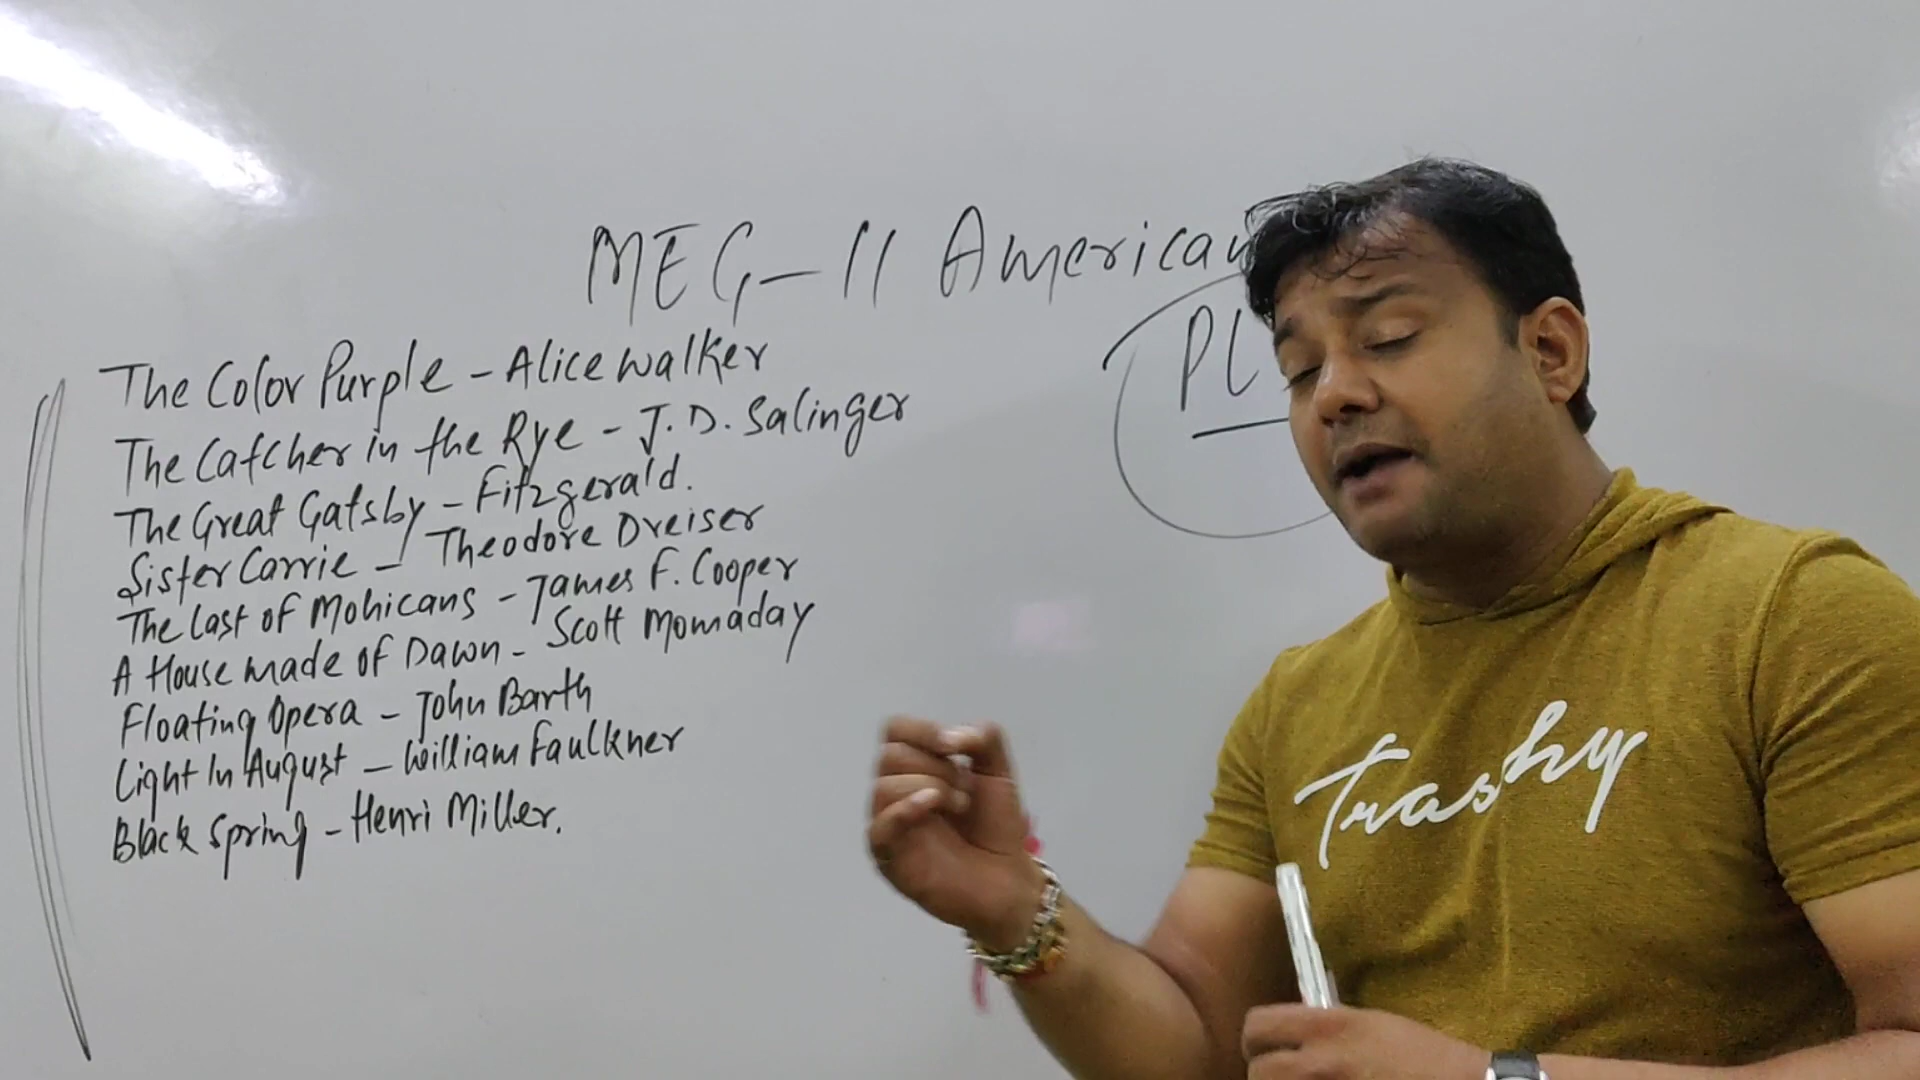 MEG-11 American
PL
The Color Purple - Alice Walker
The Catcher in the Rye - J. D. Salinger
The Great Gatsby - Fitzgerald.
Sister Carrie - Theodore Dreiser
The Last of Mohicans - James F. Cooper
A House made of Dawn - Scott Momaday
Floating Opera - John Barth
Light In August - William Faulkner
Black Spring - Henri Miller.
Trashy